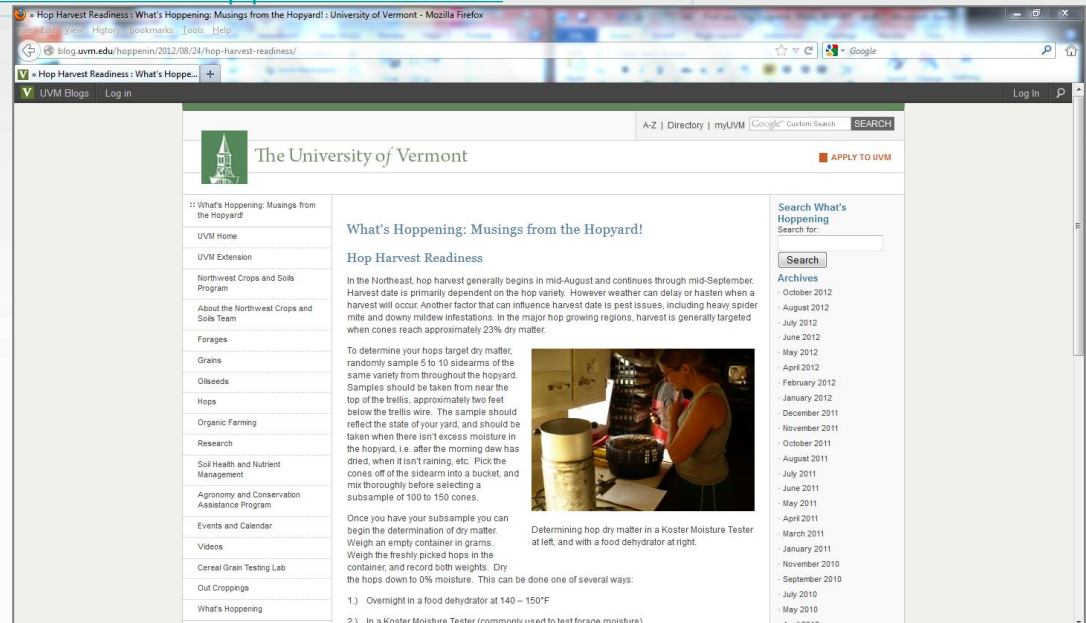 » Hop Harvest Readiness : What's Hoppening: Musings from the Hopyard! : University of Vermont - Mozilla Firefox
File Edit View History Bookmarks Tools Help
blog.uvm.edu/hoppenin/2012/08/24/hop-harvest-readiness/
Google
» Hop Harvest Readiness : What's Hoppe...
UVM Blogs Log in
Log In
A-Z | Directory | myUVM Google™ Custom Search SEARCH
The University of Vermont
APPLY TO UVM
What's Hoppening: Musings from
the Hopyard!
UVM Home
UVM Extension
Northwest Crops and Soils
Program
About the Northwest Crops and
Soils Team
Forages
Grains
Oilseeds
Hops
Organic Farming
Research
Soil Health and Nutrient
Management
Agronomy and Conservation
Assistance Program
Events and Calendar
Videos
Cereal Grain Testing Lab
Out Croppings
What's Hoppening
What's Hoppening: Musings from the Hopyard!
Hop Harvest Readiness
In the Northeast, hop harvest generally begins in mid-August and continues through mid-September.
Harvest date is primarily dependent on the hop variety. However weather can delay or hasten when a
harvest will occur. Another factor that can influence harvest date is pest issues, including heavy spider
mite and downy mildew infestations. In the major hop growing regions, harvest is generally targeted
when cones reach approximately 23% dry matter.
To determine your hops target dry matter,
randomly sample 5 to 10 sidearms of the
same variety from throughout the hopyard.
Samples should be taken from near the
top of the trellis, approximately two feet
below the trellis wire. The sample should
reflect the state of your yard, and should be
taken when there isn't excess moisture in
the hopyard, i.e. after the morning dew has
dried, when it isn't raining, etc. Pick the
cones off of the sidearm into a bucket, and
mix thoroughly before selecting a
subsample of 100 to 150 cones.
Once you have your subsample you can
begin the determination of dry matter.
Weigh an empty container in grams.
Weigh the freshly picked hops in the
container, and record both weights. Dry
the hops down to 0% moisture. This can be done one of several ways:
1.) Overnight in a food dehydrator at 140 – 150°F
2.) In a Koster Moisture Tester (commonly used to test forage moisture)
Determining hop dry matter in a Koster Moisture Tester
at left, and with a food dehydrator at right.
Search What's
Hoppening
Search for:
Search
Archives
October 2012
August 2012
July 2012
June 2012
May 2012
April 2012
February 2012
January 2012
December 2011
November 2011
October 2011
August 2011
July 2011
June 2011
May 2011
April 2011
March 2011
January 2011
November 2010
September 2010
July 2010
May 2010